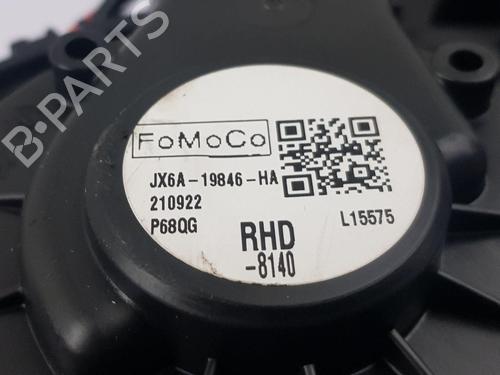 B-PARTS
FoMoCo
JX6A-19846-HA
210922
P68QG
L15575
RHD
-8140